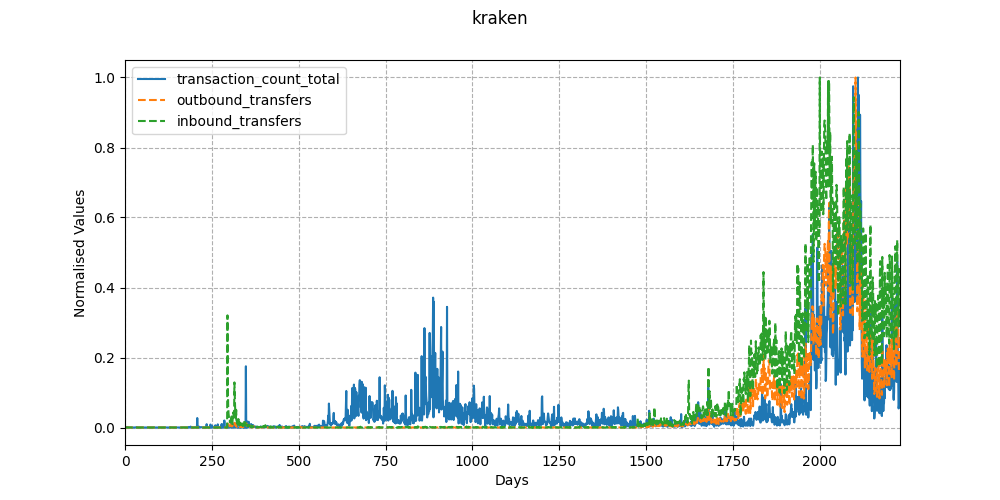 kraken
transaction_count_total
outbound_transfers
inbound_transfers
Normalised Values
1.0
0.8
0.6
0.4
0.2
0.0
0 250 500 750 1000 1250 1500 1750 2000
Days